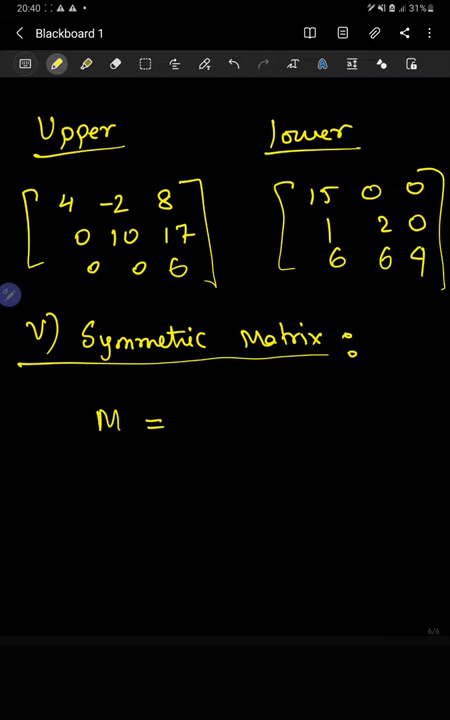 20:40 31%
Blackboard 1
Upper lower
4 -2 8 15 0 0
0 10 17 1 2 0
0 0 6 6 6 9
V) Symmetric Matrix :
M =
6/6